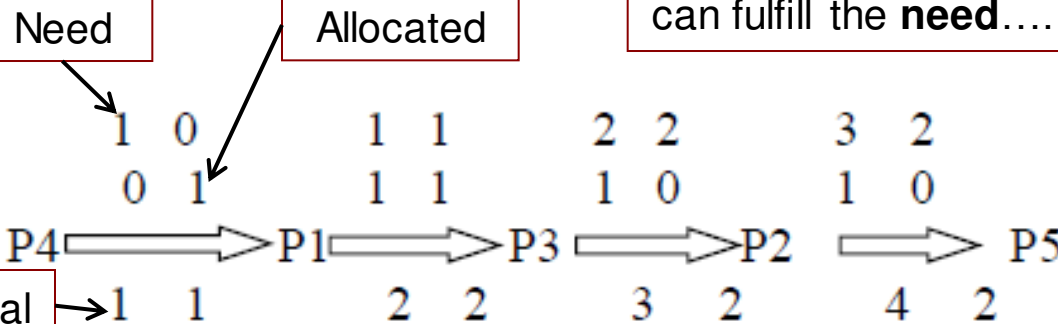 Need
Allocated
can fulfill the need....
1 0 1 1 2 2 3 2
0 1 1 1 1 0 1 0
P4 P1 P3 P2 P5
al 1 1 2 2 3 2 4 2